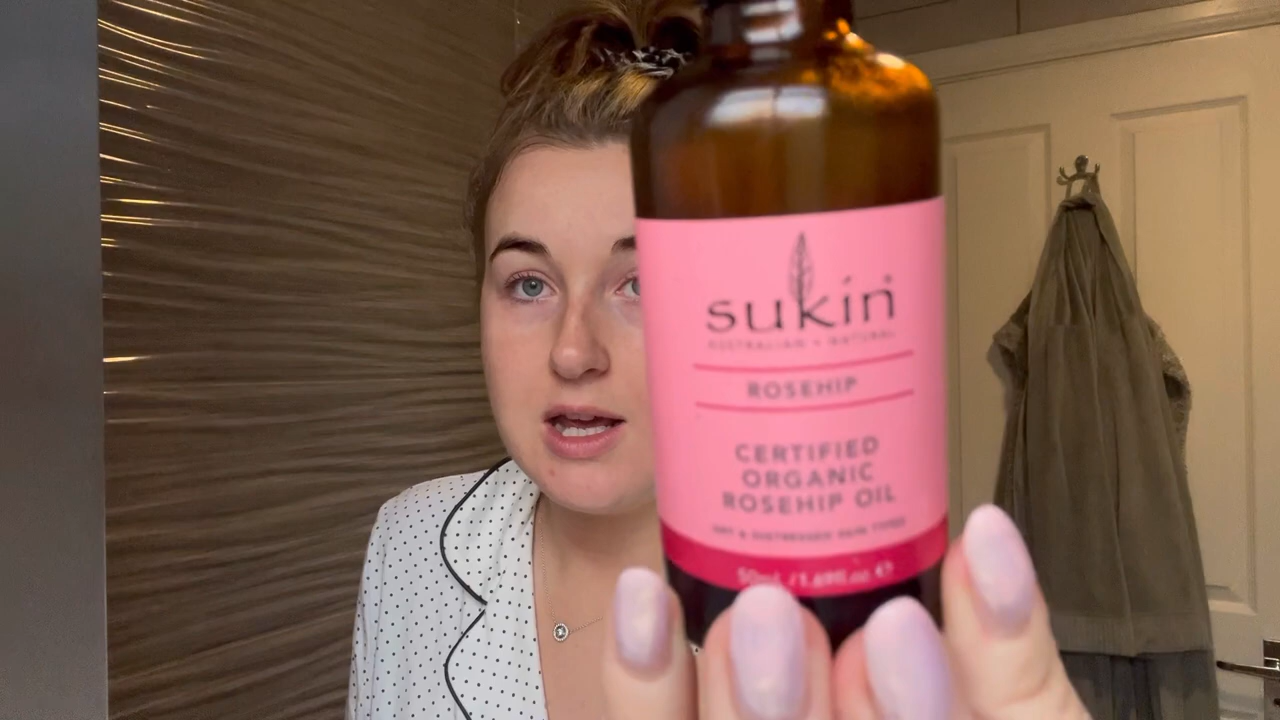 sukin
AUSTRALIAN • NATURAL
ROSEHIP
CERTIFIED
ORGANIC
ROSEHIP OIL
DRY & DISTRESSED SKIN TYPES
50mL / 1.69fl.oz. ℮